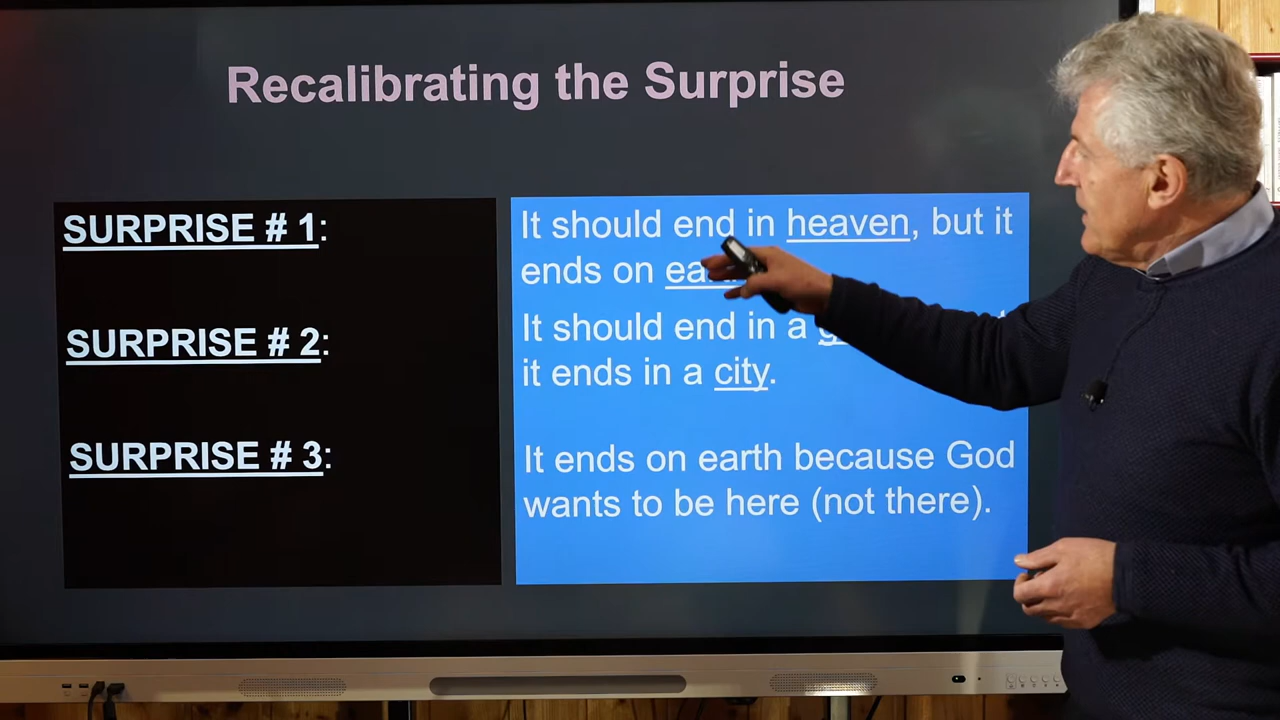 Recalibrating the Surprise
SURPRISE # 1:
It should end in heaven, but it
ends on
SURPRISE # 2:
It should end in a
it ends in a city.
SURPRISE # 3:
It ends on earth because God
wants to be here (not there).